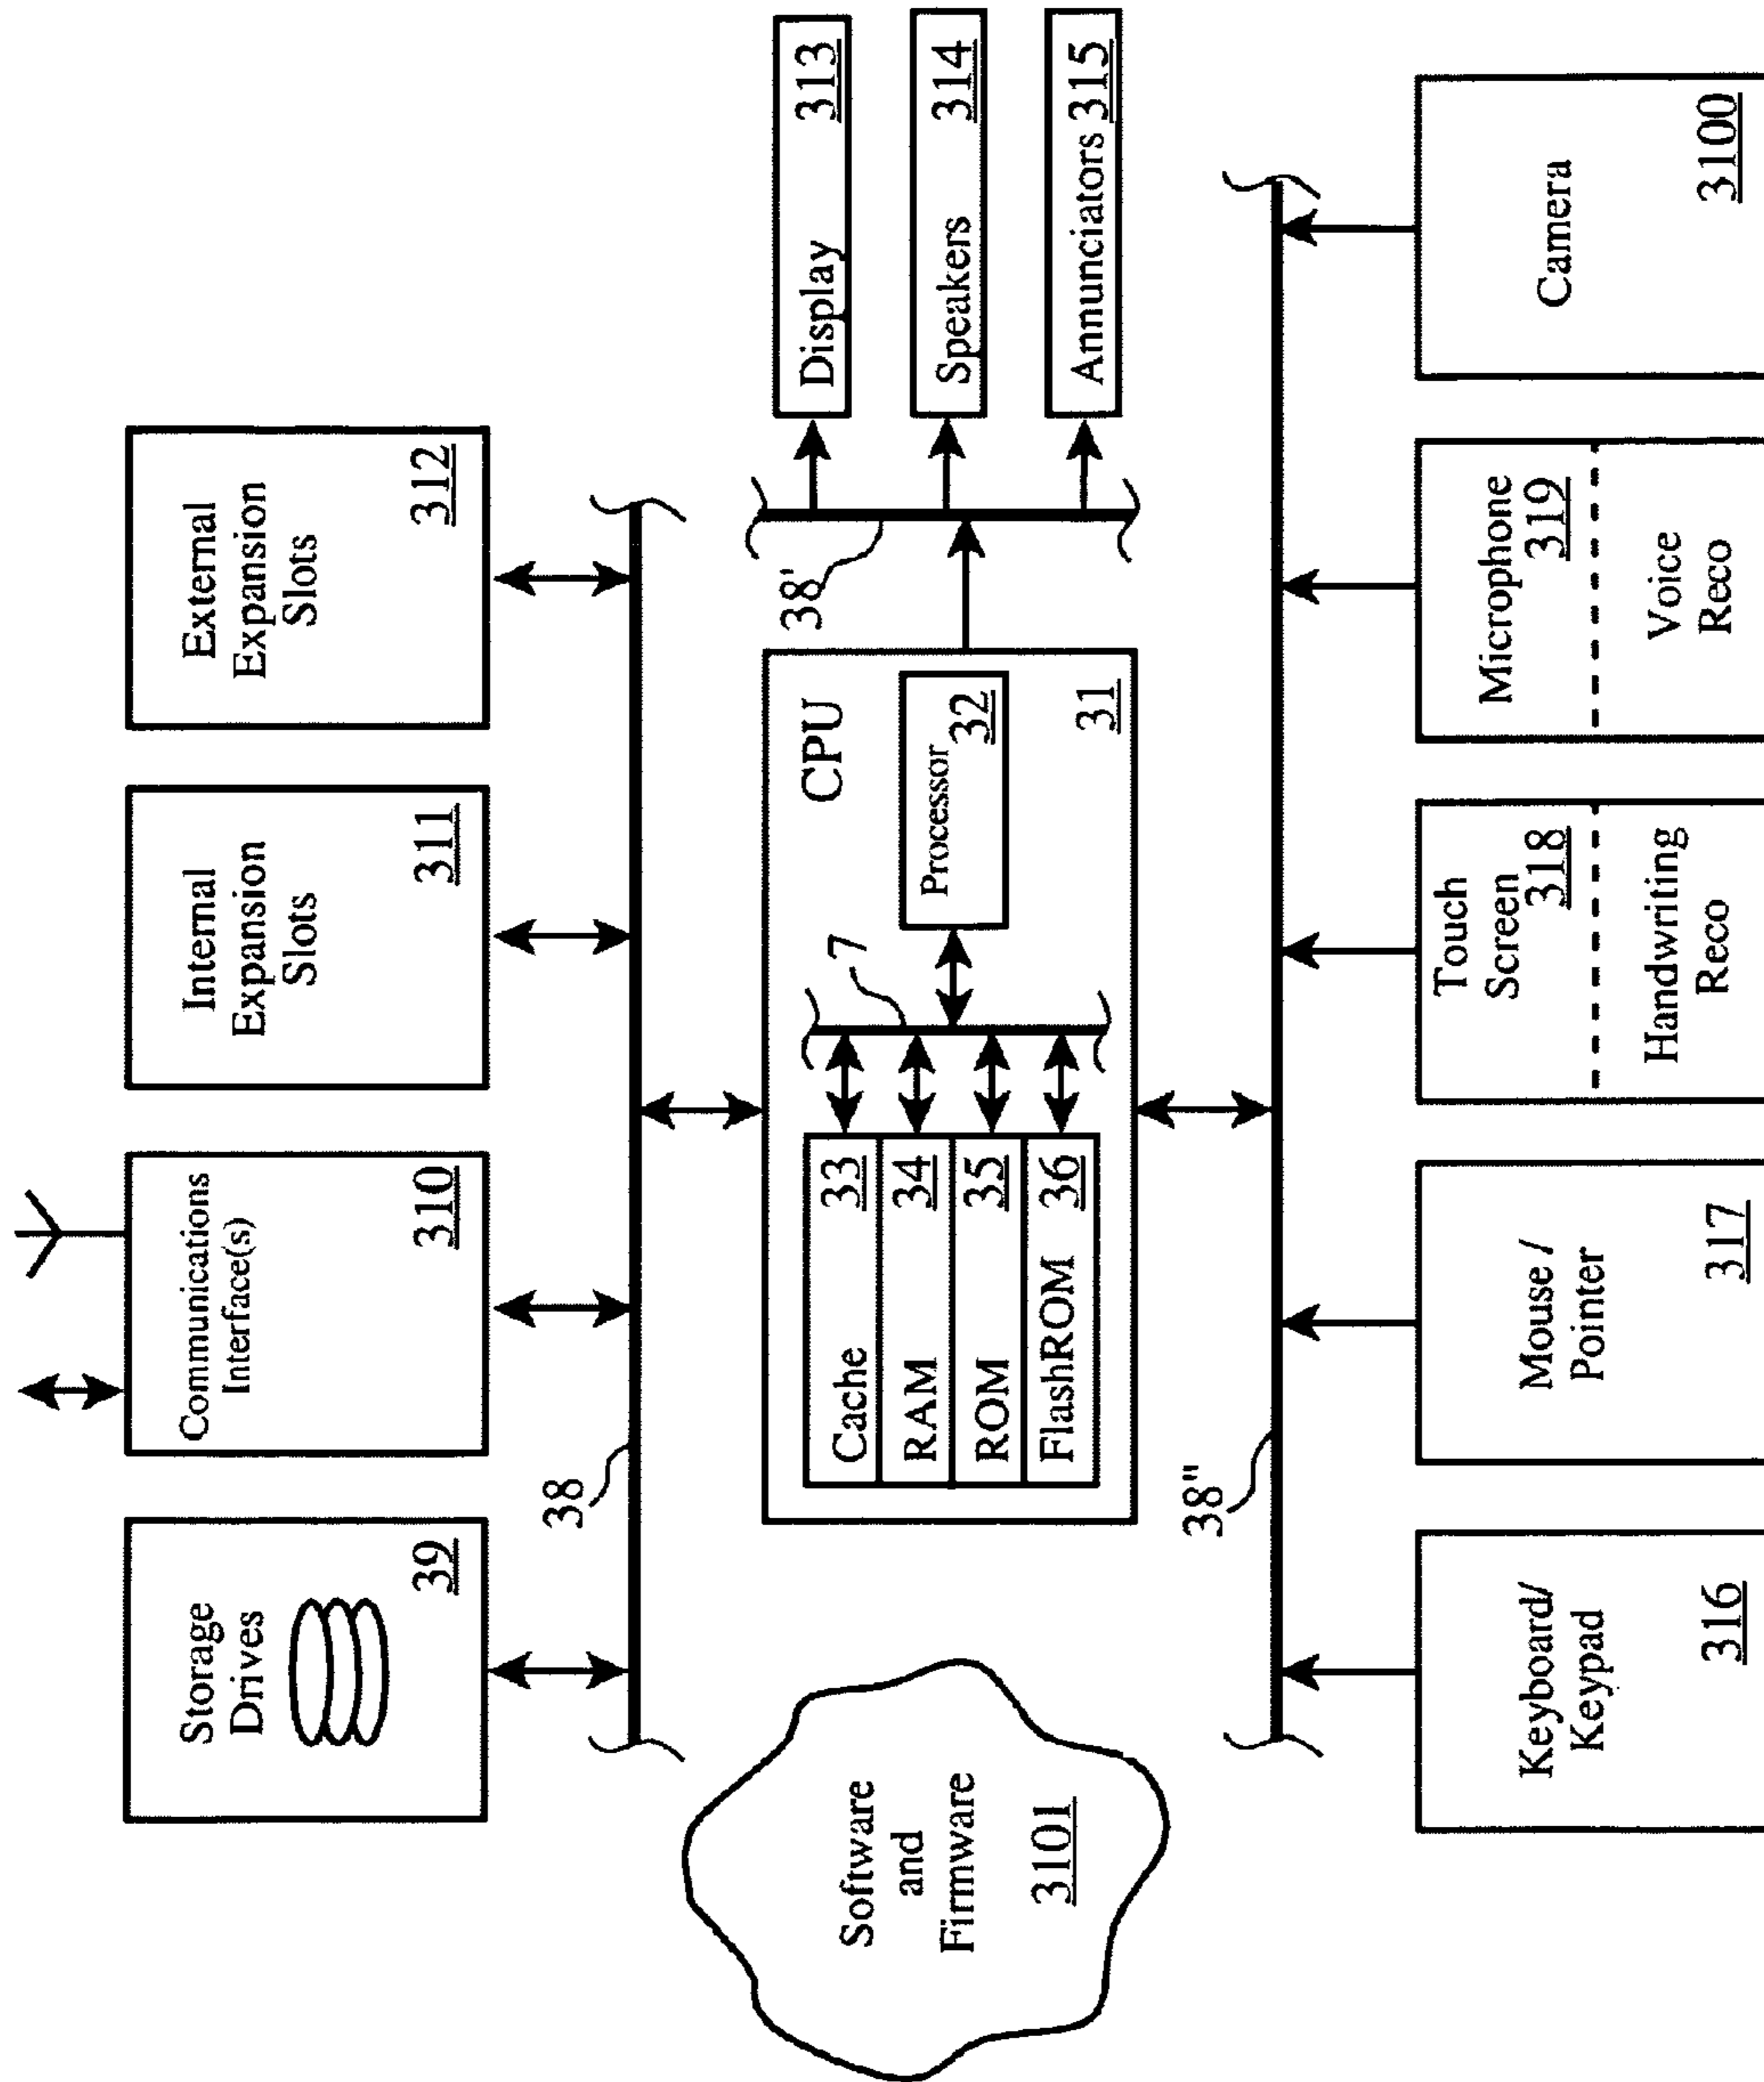 Storage
Drives
39
Communications
Interface(s)
310
Internal
Expansion
Slots
311
External
Expansion
Slots
312
38
Software
and
Firmware
3101
CPU
Cache 33
RAM 34
ROM 35
FlashROM 36
7
Processor
32
31
38'
Display 313
Speakers 314
Annunciators 315
38"
Keyboard/
Keypad
316
Mouse /
Pointer
317
Touch
Screen
318
Handwriting
Reco
Microphone
319
Voice
Reco
Camera
3100